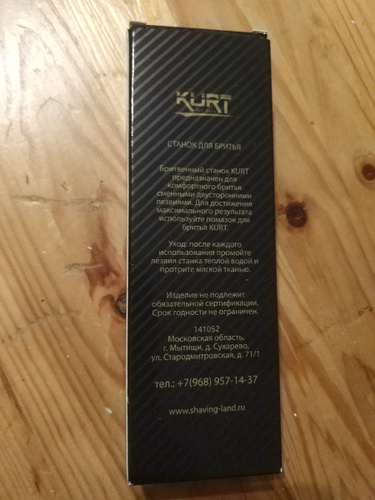 KURT
СТАНОК ДЛЯ БРИТЬЯ
Бритвенный станок KURT
предназначен для
комфортного бритья
сменными двусторонними
лезвиями. Для достижения
максимального результата
используйте помазок для
бритья KURT.
Уход: после каждого
использования промойте
лезвия станка теплой водой и
протрите мягкой тканью.
Изделие не подлежит
обязательной сертификации.
Срок годности не ограничен.
141052
Московская область,
г. Мытищи, д. Сухарево,
ул. Стародмитровская, д. 71/1
тел.: +7(968) 957-14-37
www.shaving-land.ru